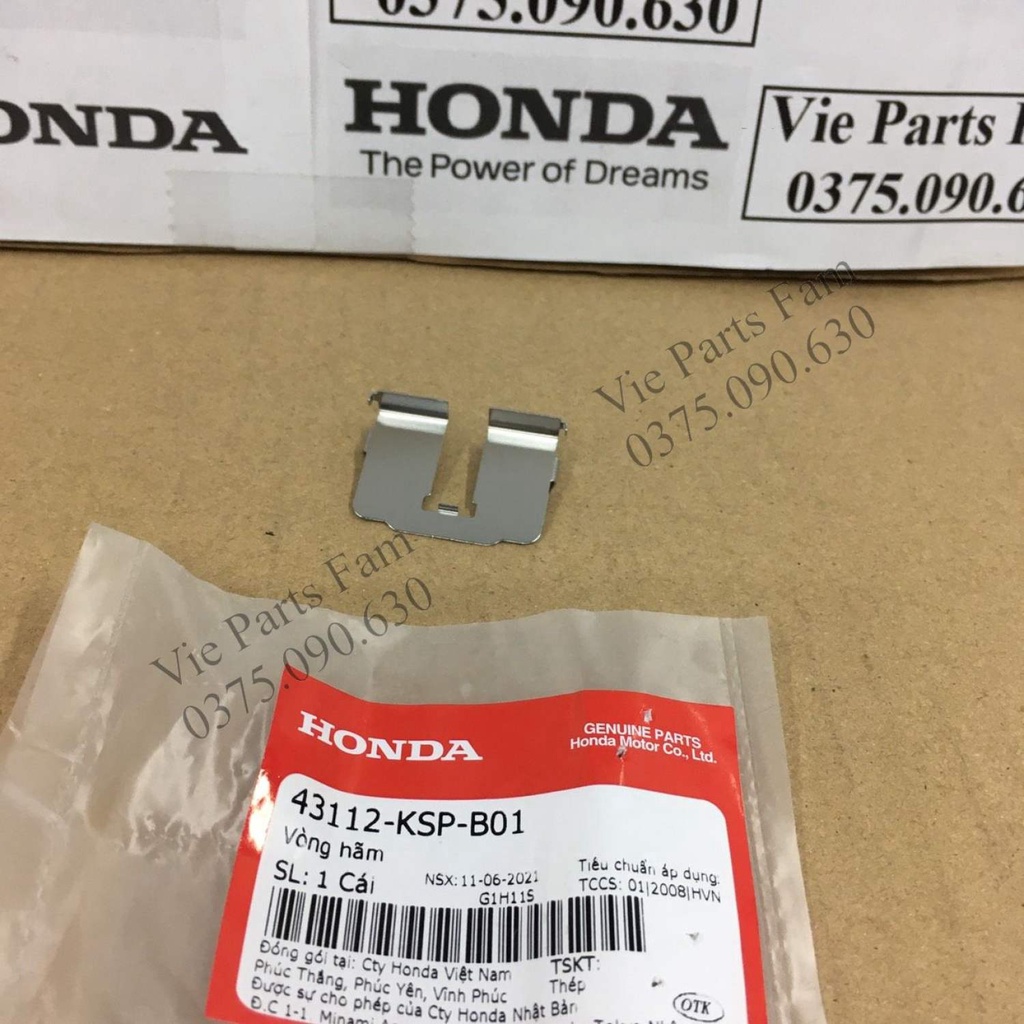 0375.090.630
HONDA
HONDA
The Power of Dreams
Vie Parts
0375.090.6
Vie Parts Fam
0375.090.630
Vie Parts Fam
0375.090.630
HONDA
GENUINE PARTS
Honda Motor Co., Ltd.
43112-KSP-B01
Vòng hãm
SL: 1 Cái
NSX: 11-06-2021
G1H11S
Tiêu chuẩn áp dụng:
TCCS: 01|2008|HVN
Đóng gói tại: Cty Honda Việt Nam
Phúc Thắng, Phúc Yên, Vĩnh Phúc
Được sự cho phép của Cty Honda Nhật Bản
Đ.C 1-1, Minami
TSKT:
Thép
OTK